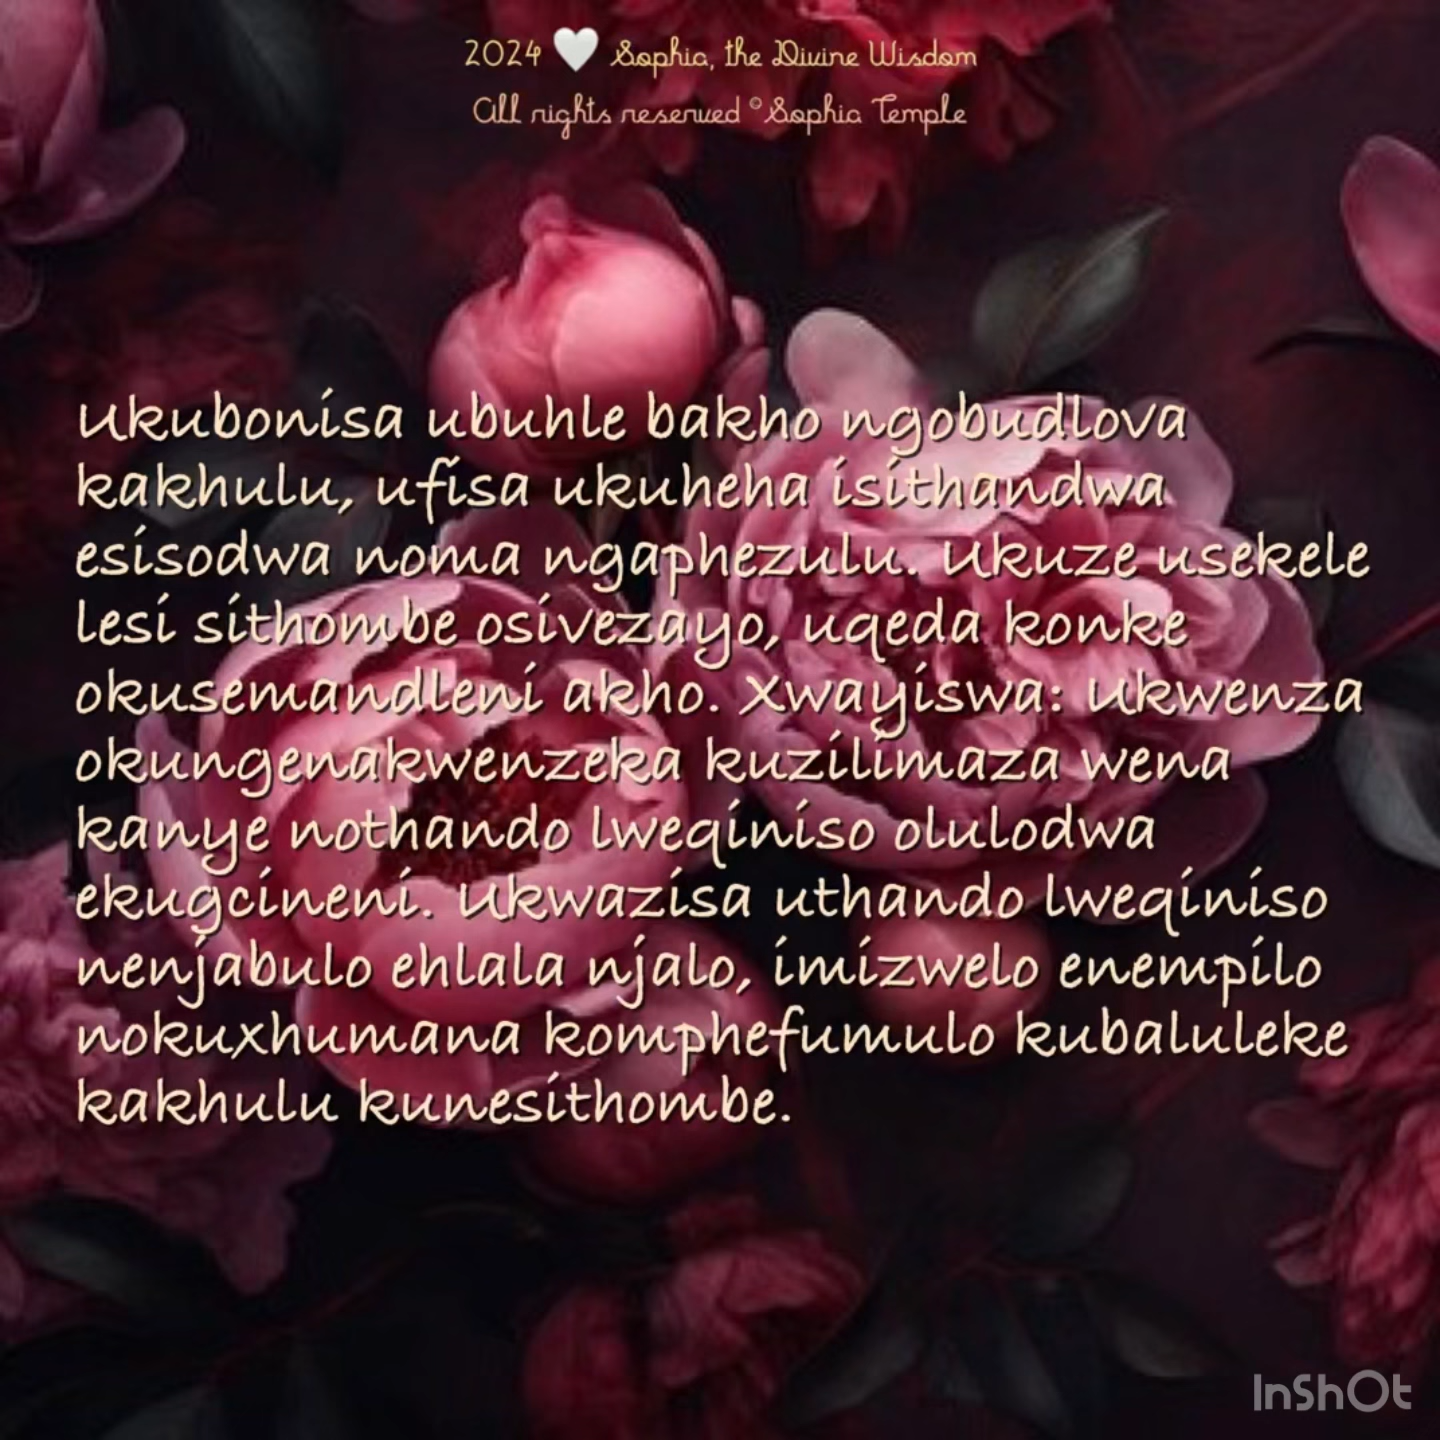 2024 🤍 Sophia, the Divine Wisdom
All rights reserved © Sophia Temple
Ukubonisa ubuhle bakho ngobudlova
kakhulu, ufisa ukuheha isithandwa
esisodwa noma ngaphezulu. Ukuze usekele
lesi sithombe osivezayo, uqeda konke
okusemandleni akho. Xwayiswa: Ukwenza
okungenakwenzeka kuzilimaza wena
kanye nothando lweqiniso olulodwa
ekugcineni. Ukwazisa uthando lweqiniso
nenjabulo ehlala njalo, imizwelo enempilo
nokuxhumana komphefumulo kubaluleke
kakhulu kunesithombe.
InShOt